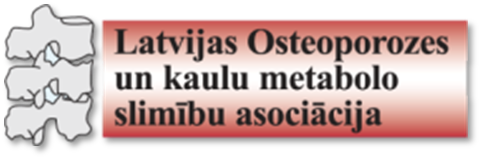 Latvijas Osteoporozes
un kaulu metabolo
slimību asociācija